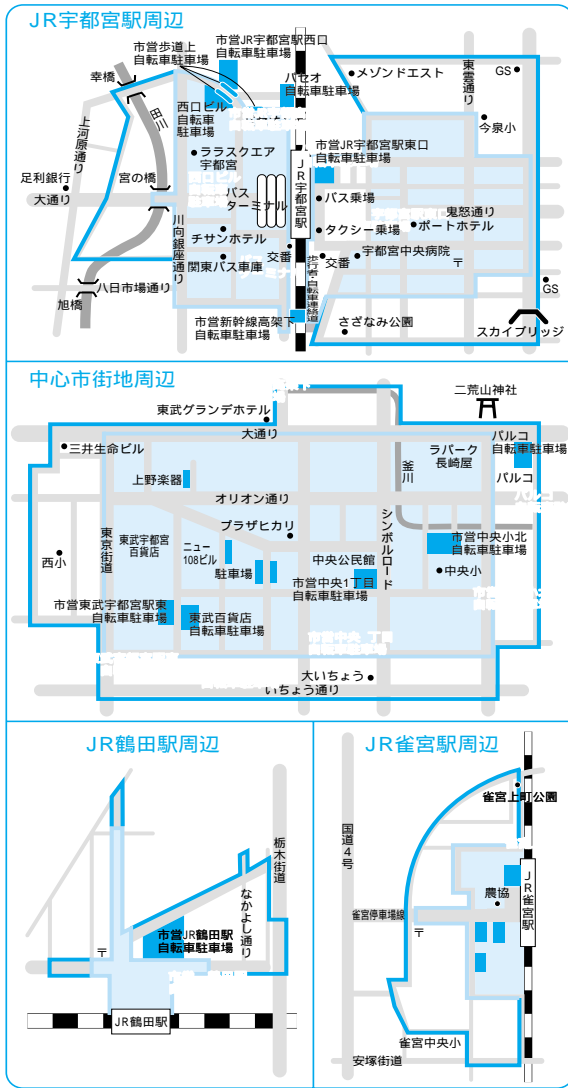 JR宇都宮駅周辺
市営歩道上
自転車駐車場
市営JR宇都宮駅西口
自転車駐車場
パセオ
自転車駐車場
メゾンドエスト
東雲通り
GS
幸橋
田川
上河原通り
西口ビル
自転車
駐車場
今泉小
市営JR宇都宮駅東口
自転車駐車場
ララスクエア
宇都宮
JR宇都宮駅
足利銀行
大通り
宮の橋
バス
ターミナル
バス乗場
鬼怒通り
川向銀座通り
タクシー乗場
ポートホテル
チサンホテル
交番
交番
宇都宮中央病院
〒
関東バス車庫
歩行者・自転車連絡道
八日市場通り
旭橋
GS
市営新幹線高架下
自転車駐車場
さざなみ公園
スカイブリッジ
中心市街地周辺
二荒山神社
東武グランデホテル
大通り
三井生命ビル
ラパーク
長崎屋
パルコ
自転車駐車場
釜川
パルコ
上野楽器
オリオン通り
プラザヒカリ
シンボルロード
東京街道
東武宇都宮
百貨店
ニュー
108ビル
市営中央小北
自転車駐車場
西小
中央公民館
駐車場
中央小
市営中央1丁目
自転車駐車場
市営東武宇都宮駅東
自転車駐車場
東武百貨店
自転車駐車場
大いちょう
いちょう通り
JR鶴田駅周辺
栃木街道
なかよし通り
市営JR鶴田駅
自転車駐車場
〒
JR鶴田駅
JR雀宮駅周辺
国道4号
雀宮上町公園
JR雀宮駅
農協
雀宮停車場線
〒
雀宮中央小
安塚街道